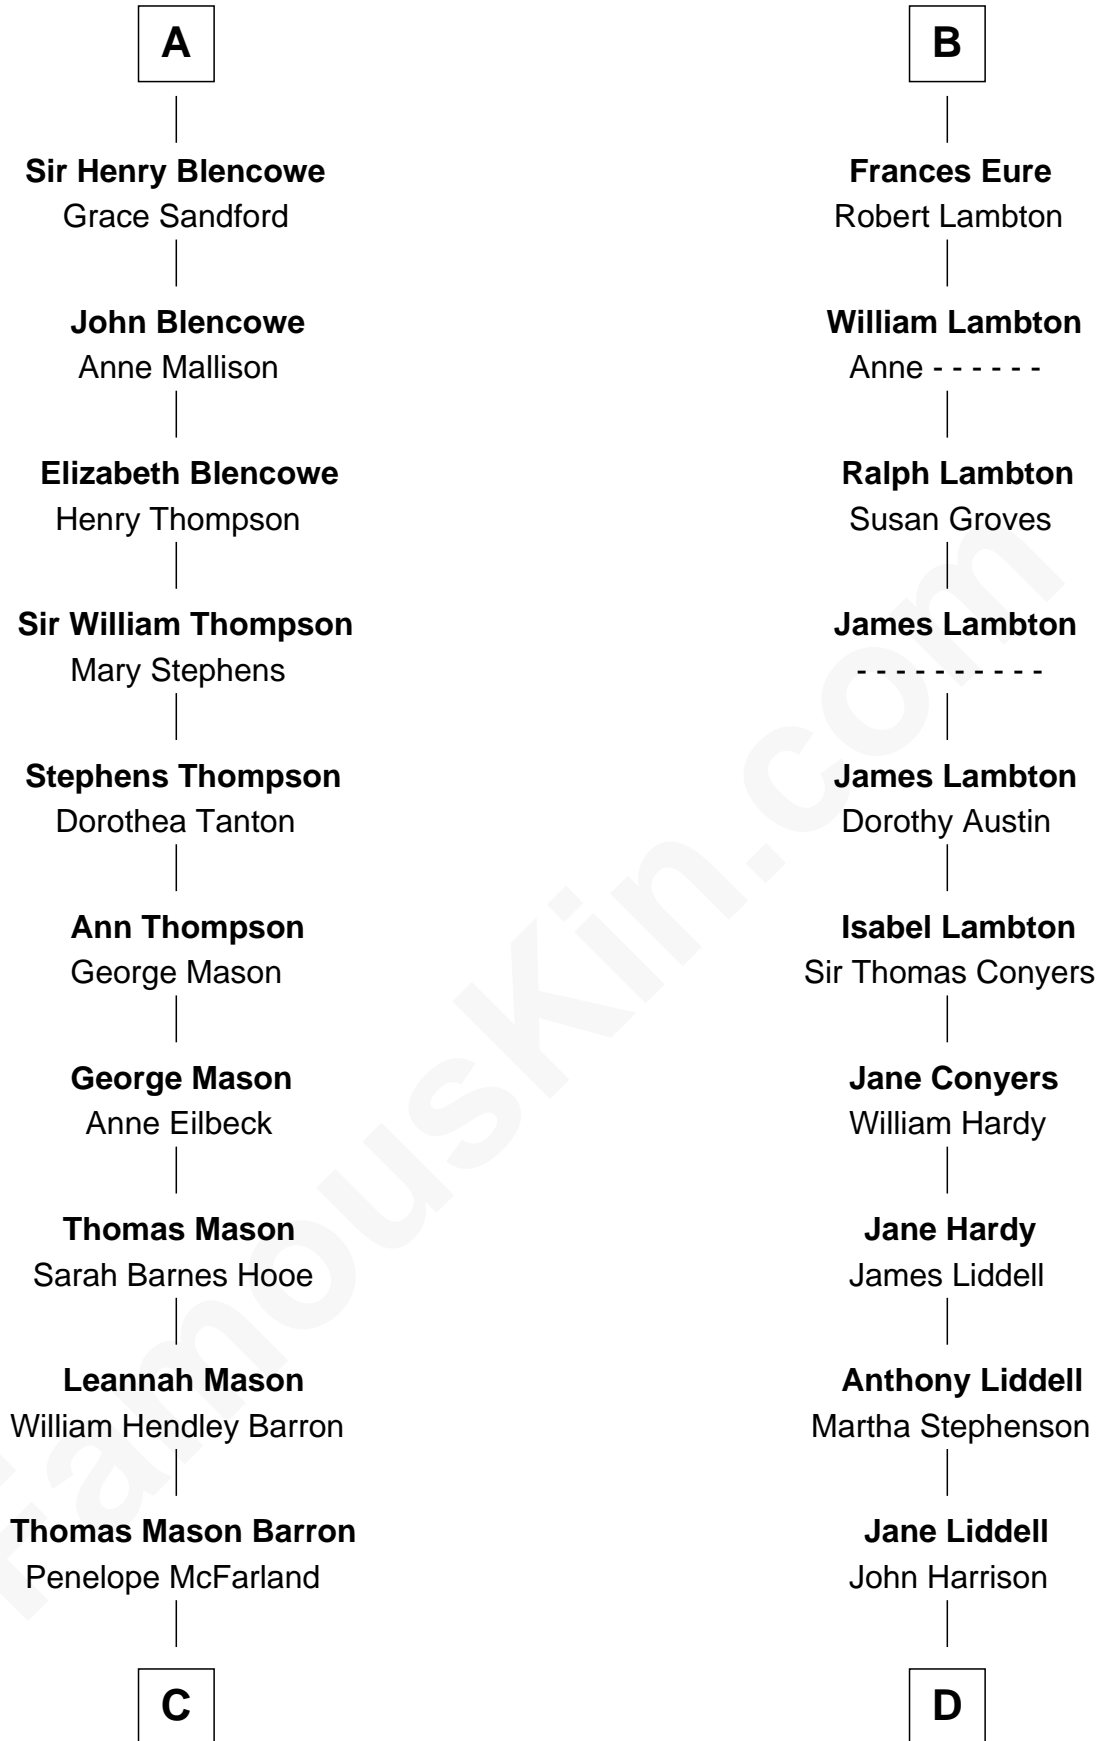 A
Sir Henry Blencowe
Grace Sandford
John Blencowe
Anne Mallison
Elizabeth Blencowe
Henry Thompson
Sir William Thompson
Mary Stephens
Stephens Thompson
Dorothea Tanton
Ann Thompson
George Mason
George Mason
Anne Eilbeck
Thomas Mason
Sarah Barnes Hooe
Leannah Mason
William Hendley Barron
Thomas Mason Barron
Penelope McFarland
C
B
Frances Eure
Robert Lambton
William Lambton
Anne - - - - - -
Ralph Lambton
Susan Groves
James Lambton
- - - - - - - - - -
James Lambton
Dorothy Austin
Isabel Lambton
Sir Thomas Conyers
Jane Conyers
William Hardy
Jane Hardy
James Liddell
Anthony Liddell
Martha Stephenson
Jane Liddell
John Harrison
D
FamousKin.com